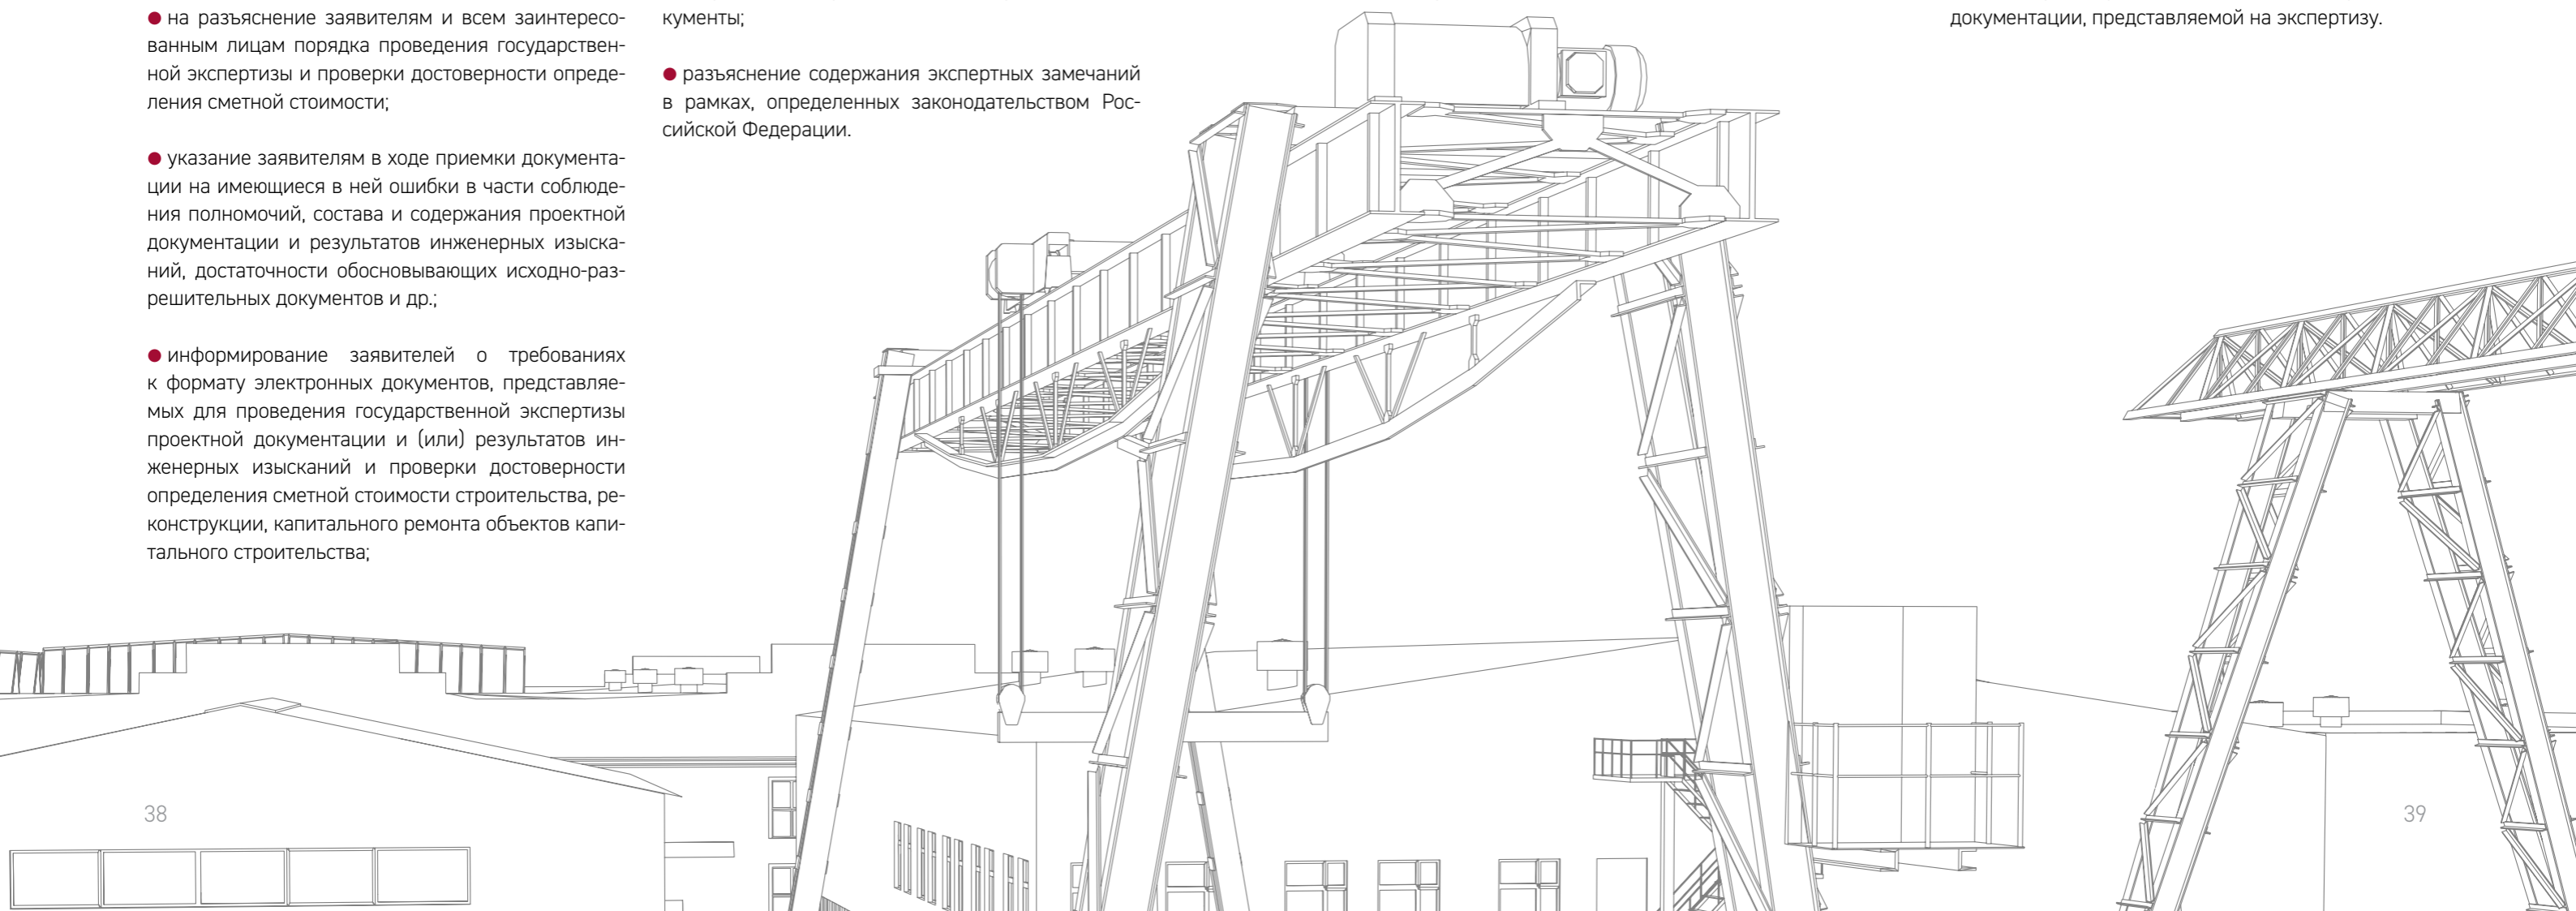 ● на разъяснение заявителям и всем заинтересо-
ванным лицам порядка проведения государствен-
ной экспертизы и проверки достоверности опреде-
ления сметной стоимости;
● указание заявителям в ходе приемки документа-
ции на имеющиеся в ней ошибки в части соблюде-
ния полномочий, состава и содержания проектной
документации и результатов инженерных изыска-
ний, достаточности обосновывающих исходно-раз-
решительных документов и др.;
● информирование заявителей о требованиях
к формату электронных документов, представляе-
мых для проведения государственной экспертизы
проектной документации и (или) результатов ин-
женерных изысканий и проверки достоверности
определения сметной стоимости строительства, ре-
конструкции, капитального ремонта объектов капи-
тального строительства;
кументы;
● разъяснение содержания экспертных замечаний
в рамках, определенных законодательством Рос-
сийской Федерации.
документации, представляемой на экспертизу.
38
39